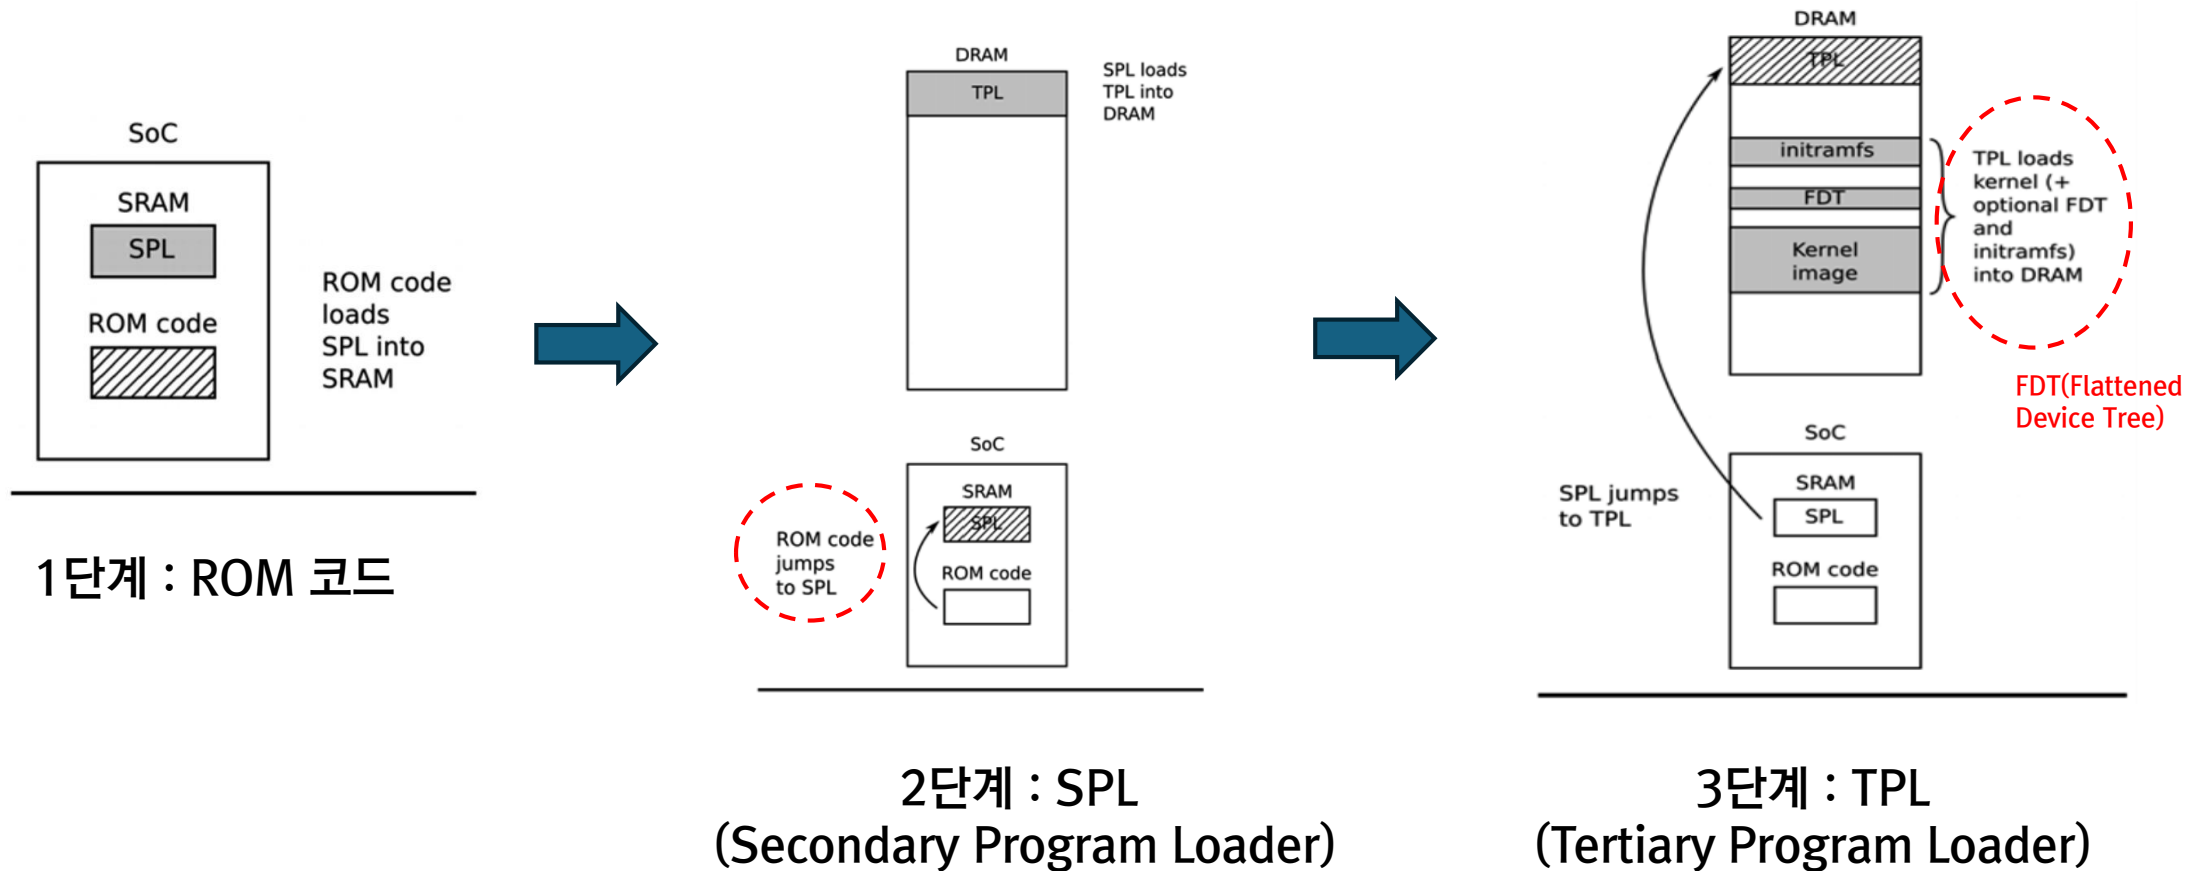 SoC
SRAM
SPL
ROM code
ROM code
loads
SPL into
SRAM
1단계 : ROM 코드
DRAM
TPL
SPL loads
TPL into
DRAM
SoC
SRAM
SPL
ROM code
ROM code
jumps
to SPL
2단계 : SPL
(Secondary Program Loader)
DRAM
TPL
initramfs
FDT
Kernel
image
TPL loads
kernel (+
optional FDT
and
initramfs)
into DRAM
FDT(Flattened
Device Tree)
SoC
SRAM
SPL
ROM code
SPL jumps
to TPL
3단계 : TPL
(Tertiary Program Loader)